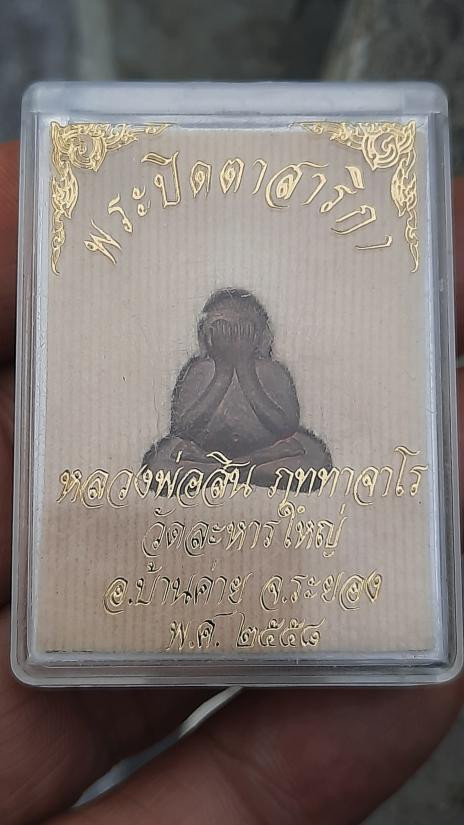 พระปิดตาสาริกา
หลวงพ่อสิน ภททาจาโร
วัดละหารใหญ่
อ.บ้านค่าย จ.ระยอง
พ.ศ. ๒๕๕๘